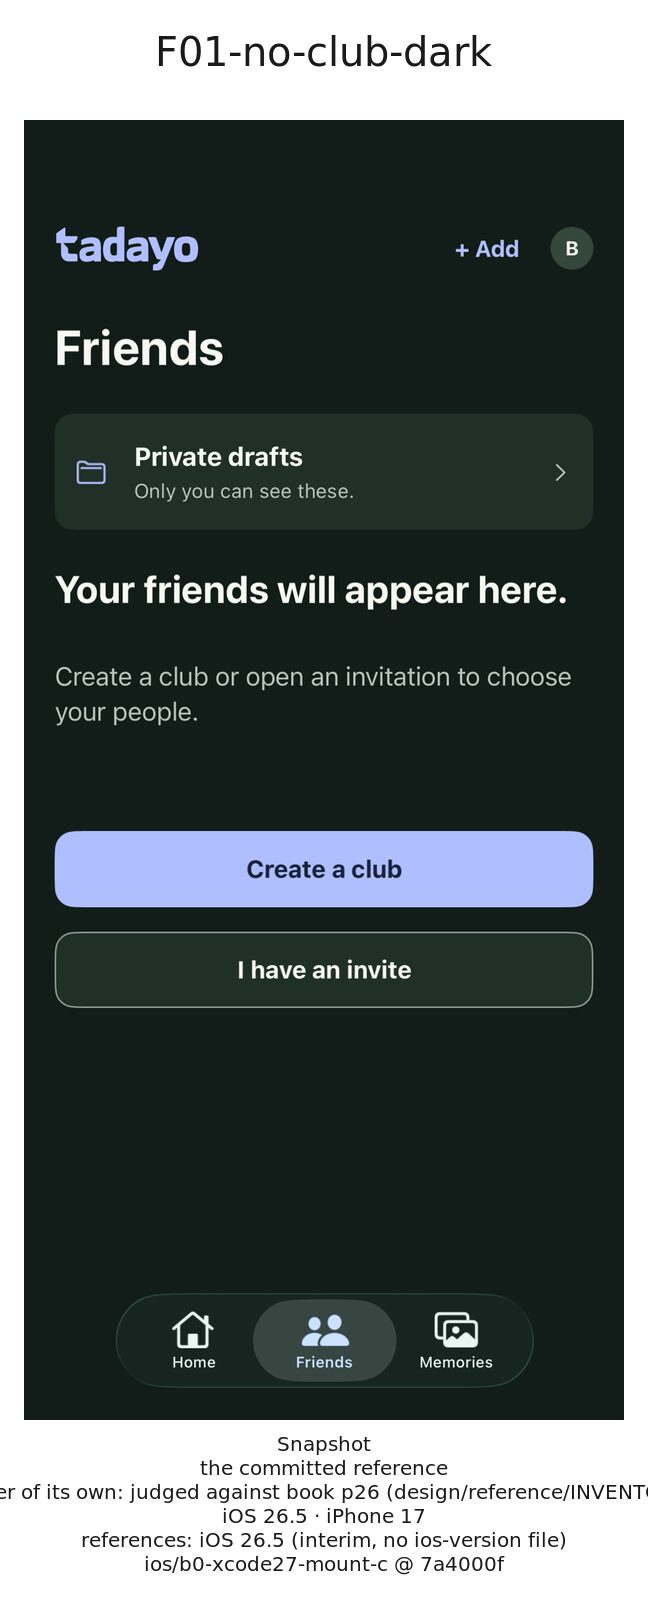 F01-no-club-dark
tadayo
+ Add
B
Friends
Private drafts
Only you can see these.
Your friends will appear here.
Create a club or open an invitation to choose
your people.
Create a club
I have an invite
Home
Friends
Memories
Snapshot
the committed reference
of its own: judged against book p26 (design/reference/
iOS 26.5 · iPhone 17
references: iOS 26.5 (interim, no ios-version file)
ios/b0-xcode27-mount-c @ 7a4000f